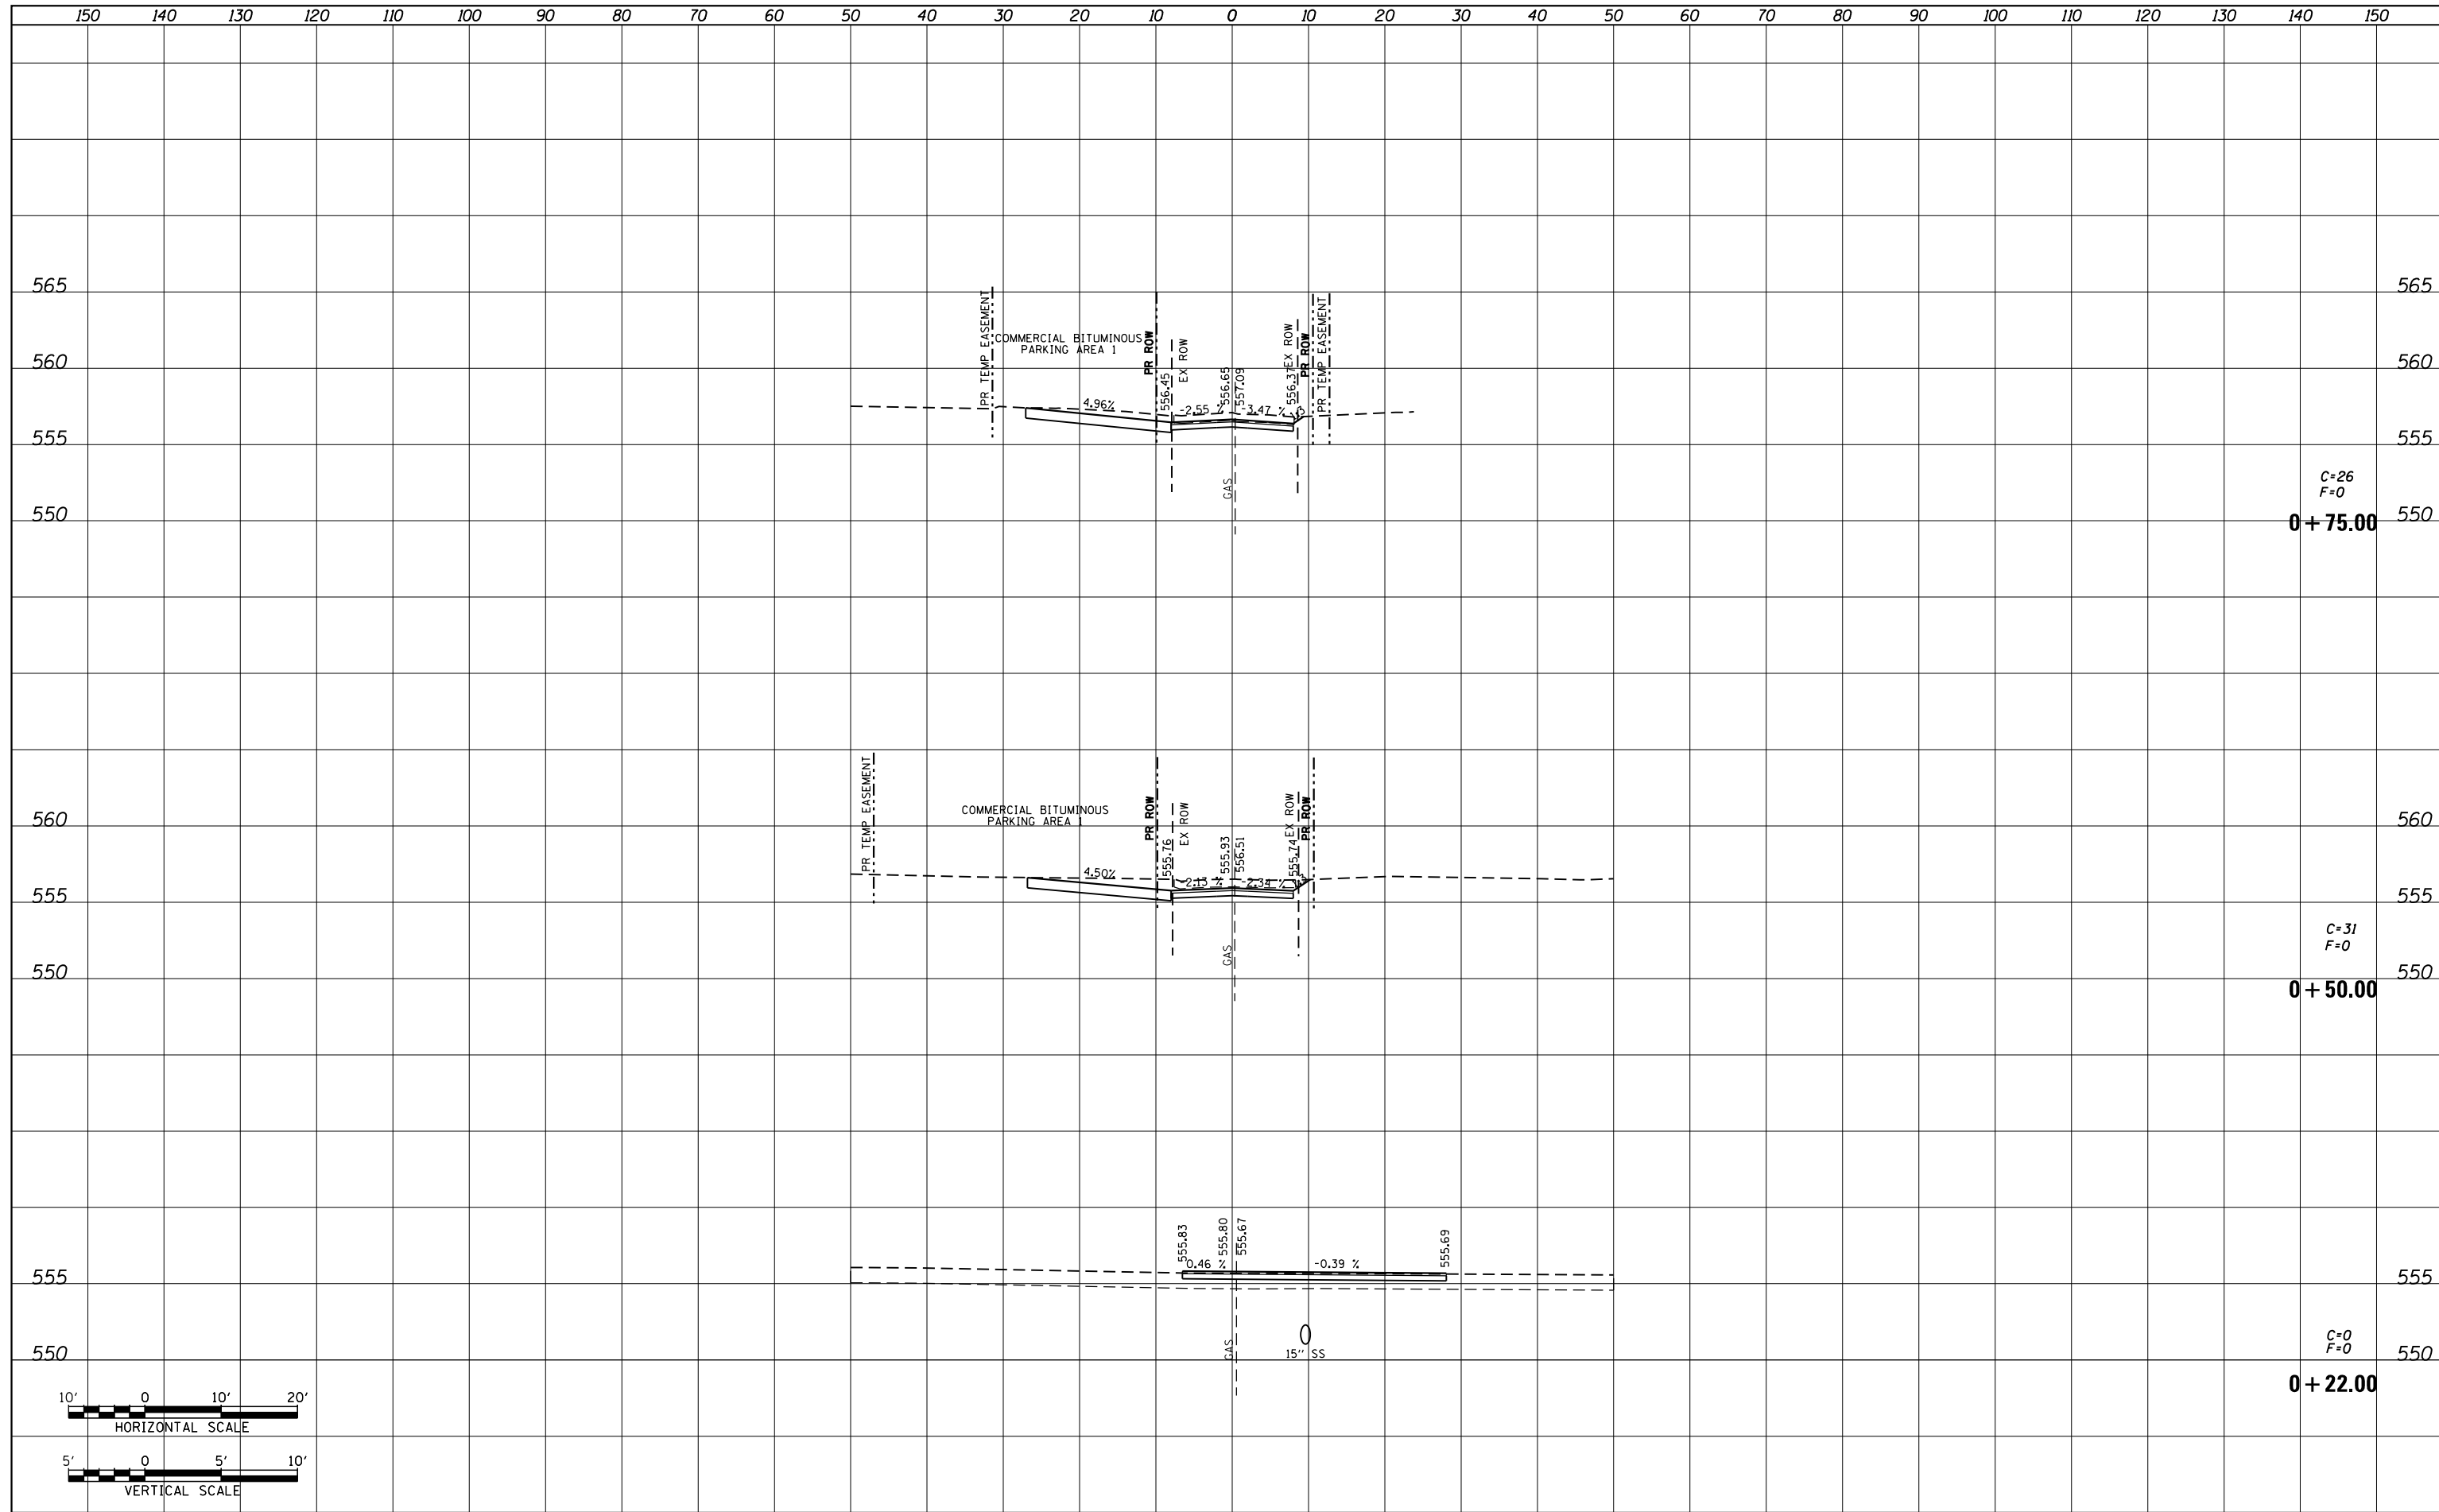 150 140 130 120 110 100 90 80 70 60 50 40 30 20 10 0 10 20 30 40 50 60 70 80 90 100 110 120 130 140 150
565 565
PR TEMP EASEMENT
COMMERCIAL BITUMINOUS
PARKING AREA 1
PR ROW
EX ROW
EX ROW
PR ROW
PR TEMP EASEMENT
560 560
556.45
556.65
557.09
556.37
4.96%
-2.55 %
-3.47 %
555 555
GAS
C=26
F=0
550 550
0+75.00
PR TEMP EASEMENT
COMMERCIAL BITUMINOUS
PARKING AREA 1
PR ROW
EX ROW
EX ROW
PR ROW
560 560
555.76
555.93
556.51
555.74
4.50%
-2.13 %
-2.34 %
555 555
GAS
C=31
F=0
550 550
0+50.00
555.83
555.80
555.67
555.69
0.46 %
-0.39 %
555 555
GAS
15'' SS
C=0
F=0
550 550
0+22.00
10' 0 10' 20'
HORIZONTAL SCALE
5' 0 5' 10'
VERTICAL SCALE